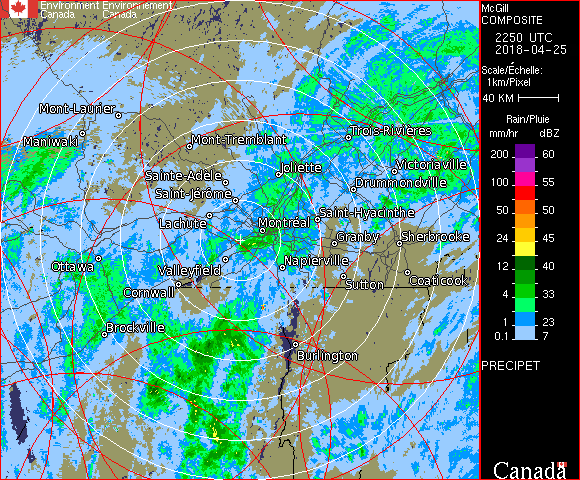 Environment Environnement
Canada Canada
McGill
COMPOSITE
2250 UTC
2018-04-25
Scale/Échelle:
1km/Pixel
40 KM
Rain/Pluie
mm/hr dBZ
200 60
100 55
50 50
24 45
12 40
4 33
1 23
0.1 7
PRECIPET
Canada
Mont-Laurier
Maniwaki
Mont-Tremblant
Trois-Rivières
Sainte-Adèle
Joliette
Victoriaville
Saint-Jérôme
Drummondville
Lachute
Montréal
Saint-Hyacinthe
Granby
Sherbrooke
Ottawa
Valleyfield
Napierville
Cornwall
Sutton
Coaticook
Brockville
Burlington